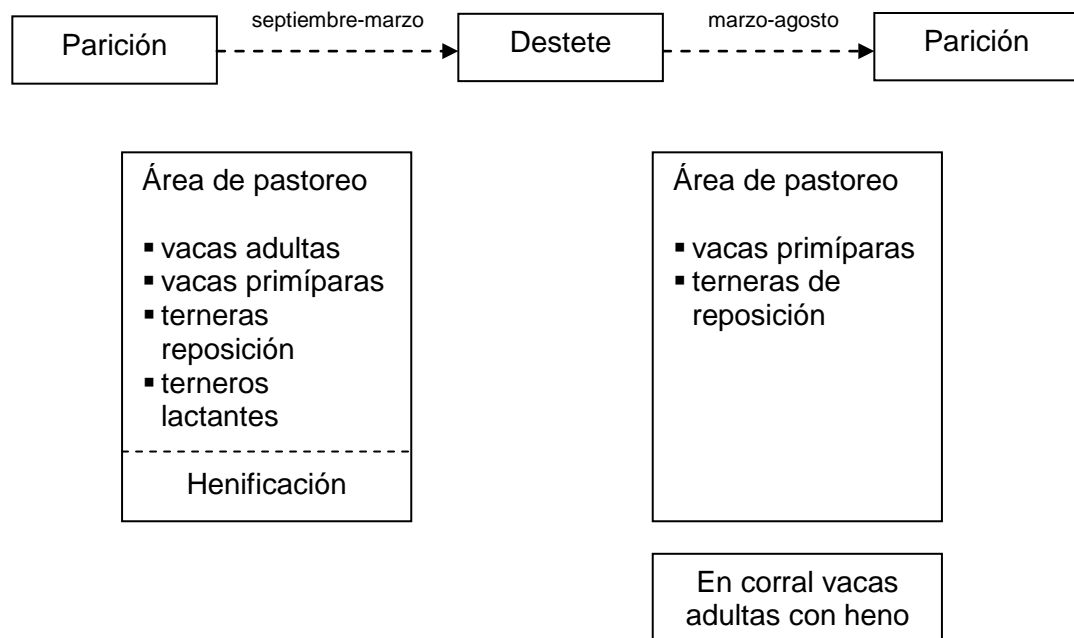 Parición
septiembre-marzo
Destete
marzo-agosto
Parición
Área de pastoreo
▪ vacas adultas
▪ vacas primíparas
▪ terneras
reposición
▪ terneros
lactantes
Henificación
Área de pastoreo
▪ vacas primíparas
▪ terneras de
reposición
En corral vacas
adultas con heno